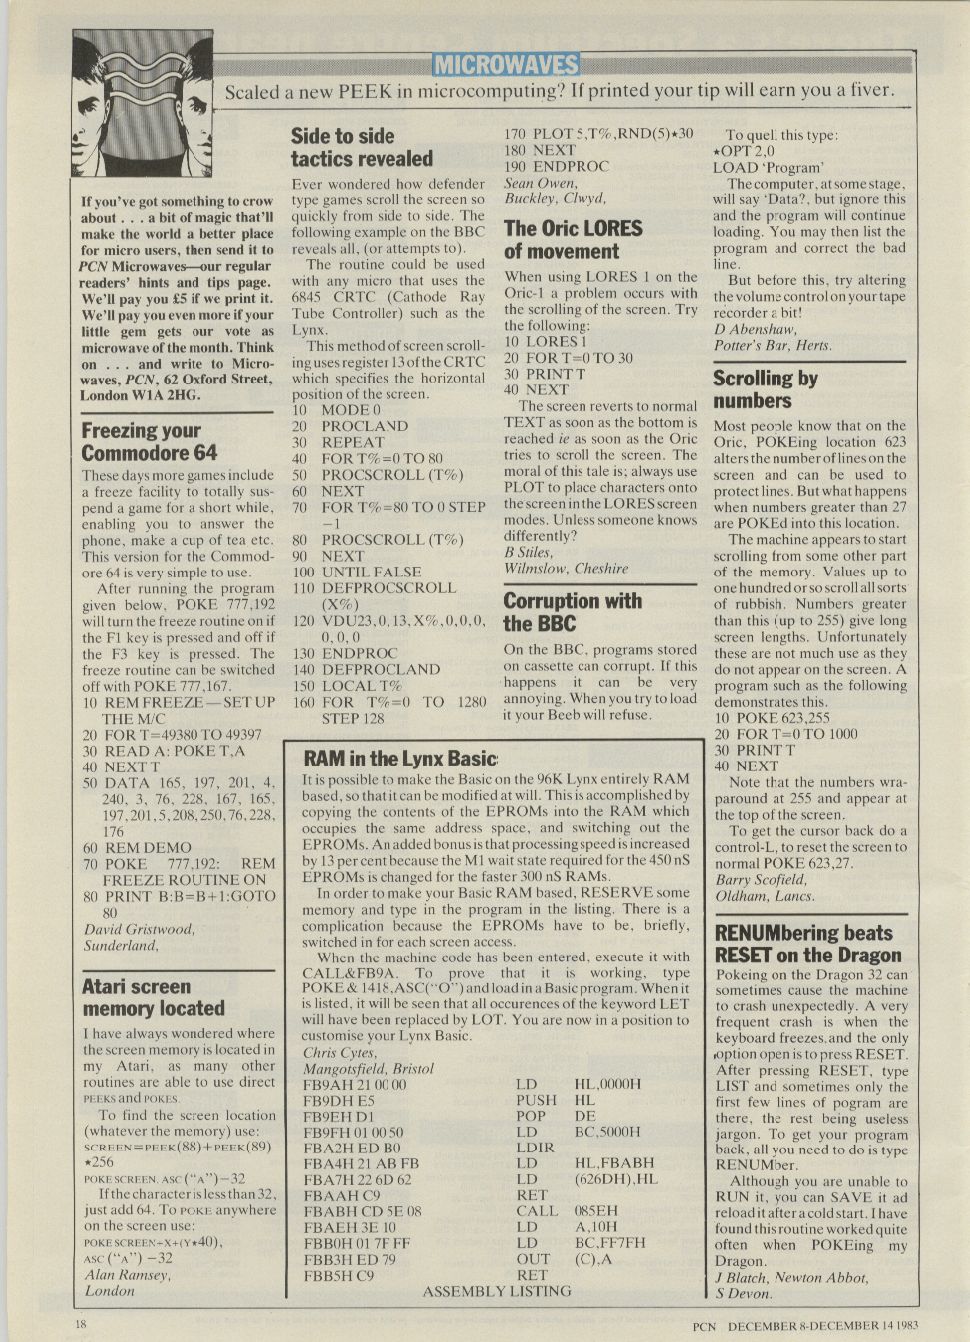 MICROWAVES
Scaled a new PEEK in microcomputing? If printed your tip will earn you a fiver.
If you've got something to crow
about . . . a bit of magic that'll
make the world a better place
for micro users, then send it to
PCN Microwaves—our regular
readers' hints and tips page.
We'll pay you £5 if we print it.
We'll pay you even more if your
little gem gets our vote as
microwave of the month. Think
on . . . and write to Micro-
waves, PCN, 62 Oxford Street,
London W1A 2HG.
Freezing your
Commodore 64
These days more games include
a freeze facility to totally sus-
pend a game for a short while,
enabling you to answer the
phone, make a cup of tea etc.
This version for the Commod-
ore 64 is very simple to use.
After running the program
given below, POKE 777,192
will turn the freeze routine on if
the F1 key is pressed and off if
the F3 key is pressed. The
freeze routine can be switched
off with POKE 777,167.
10 REM FREEZE—SET UP
THE M/C
20 FOR T=49380 TO 49397
30 READ A: POKE T,A
40 NEXT T
50 DATA 165, 197, 201, 4,
240, 3, 76, 228, 167, 165,
197,201,5,208,250,76,228,
176
60 REM DEMO
70 POKE 777,192: REM
FREEZE ROUTINE ON
80 PRINT B:B=B+1:GOTO
80
David Gristwood,
Sunderland,
Atari screen
memory located
I have always wondered where
the screen memory is located in
my Atari, as many other
routines are able to use direct
PEEKS and POKES.
To find the screen location
(whatever the memory) use:
SCREEN=PEEK(88)+PEEK(89)
★256
POKE SCREEN. ASC ("A")−32
If the character is less than 32,
just add 64. To POKE anywhere
on the screen use:
POKE SCREEN+X+(Y★40),
ASC ("A") −32
Alan Ramsey,
London
Side to side
tactics revealed
Ever wondered how defender
type games scroll the screen so
quickly from side to side. The
following example on the BBC
reveals all, (or attempts to).
The routine could be used
with any micro that uses the
6845 CRTC (Cathode Ray
Tube Controller) such as the
Lynx.
This method of screen scroll-
ing uses register 13 of the CRTC
which specifies the horizontal
position of the screen.
10 MODE 0
20 PROCLAND
30 REPEAT
40 FOR T%=0 TO 80
50 PROCSCROLL (T%)
60 NEXT
70 FOR T%=80 TO 0 STEP
−1
80 PROCSCROLL (T%)
90 NEXT
100 UNTIL FALSE
110 DEFPROCSCROLL
(X%)
120 VDU23,0,13,X%,0,0,0,
0,0,0
130 ENDPROC
140 DEFPROCLAND
150 LOCAL T%
160 FOR T%=0 TO 1280
STEP 128
170 PLOT 5,T%,RND(5)★30
180 NEXT
190 ENDPROC
Sean Owen,
Buckley, Clwyd,
The Oric LORES
of movement
When using LORES 1 on the
Oric-1 a problem occurs with
the scrolling of the screen. Try
the following:
10 LORES 1
20 FOR T=0 TO 30
30 PRINT T
40 NEXT
The screen reverts to normal
TEXT as soon as the bottom is
reached ie as soon as the Oric
tries to scroll the screen. The
moral of this tale is; always use
PLOT to place characters onto
the screen in the LORES screen
modes. Unless someone knows
differently?
B Stiles,
Wilmslow, Cheshire
Corruption with
the BBC
On the BBC, programs stored
on cassette can corrupt. If this
happens it can be very
annoying. When you try to load
it your Beeb will refuse.
To quell this type:
★OPT 2,0
LOAD 'Program'
The computer, at some stage,
will say 'Data?, but ignore this
and the program will continue
loading. You may then list the
program and correct the bad
line.
But before this, try altering
the volume control on your tape
recorder a bit!
D Abenshaw,
Potter's Bar, Herts.
Scrolling by
numbers
Most people know that on the
Oric, POKEing location 623
alters the number of lines on the
screen and can be used to
protect lines. But what happens
when numbers greater than 27
are POKEd into this location.
The machine appears to start
scrolling from some other part
of the memory. Values up to
one hundred or so scroll all sorts
of rubbish. Numbers greater
than this (up to 255) give long
screen lengths. Unfortunately
these are not much use as they
do not appear on the screen. A
program such as the following
demonstrates this.
10 POKE 623,255
20 FOR T=0 TO 1000
30 PRINT T
40 NEXT
Note that the numbers wra-
paround at 255 and appear at
the top of the screen.
To get the cursor back do a
control-L, to reset the screen to
normal POKE 623,27.
Barry Scofield,
Oldham, Lancs.
RENUMbering beats
RESET on the Dragon
Pokeing on the Dragon 32 can
sometimes cause the machine
to crash unexpectedly. A very
frequent crash is when the
keyboard freezes,and the only
option open is to press RESET.
After pressing RESET, type
LIST and sometimes only the
first few lines of pogram are
there, the rest being useless
jargon. To get your program
back, all you need to do is type
RENUMber.
Although you are unable to
RUN it, you can SAVE it ad
reload it after a cold start. I have
found this routine worked quite
often when POKEing my
Dragon.
J Blatch, Newton Abbot,
S Devon.
RAM in the Lynx Basic
It is possible to make the Basic on the 96K Lynx entirely RAM
based, so that it can be modified at will. This is accomplished by
copying the contents of the EPROMs into the RAM which
occupies the same address space, and switching out the
EPROMs. An added bonus is that processing speed is increased
by 13 per cent because the M1 wait state required for the 450 nS
EPROMs is changed for the faster 300 nS RAMs.
In order to make your Basic RAM based, RESERVE some
memory and type in the program in the listing. There is a
complication because the EPROMs have to be, briefly,
switched in for each screen access.
When the machine code has been entered, execute it with
CALL&FB9A. To prove that it is working, type
POKE & 1418,ASC("O") and load in a Basic program. When it
is listed, it will be seen that all occurences of the keyword LET
will have been replaced by LOT. You are now in a position to
customise your Lynx Basic.
Chris Cytes,
Mangotsfield, Bristol
FB9AH 21 00 00 LD HL,0000H
FB9DH E5 PUSH HL
FB9EH D1 POP DE
FB9FH 01 00 50 LD BC,5000H
FBA2H ED B0 LDIR
FBA4H 21 AB FB LD HL,FBABH
FBA7H 22 6D 62 LD (626DH),HL
FBAAH C9 RET
FBABH CD 5E 08 CALL 085EH
FBAEH 3E 10 LD A,10H
FBB0H 01 7F FF LD BC,FF7FH
FBB3H ED 79 OUT (C),A
FBB5H C9 RET
ASSEMBLY LISTING
18
PCN DECEMBER 8-DECEMBER 14 1983